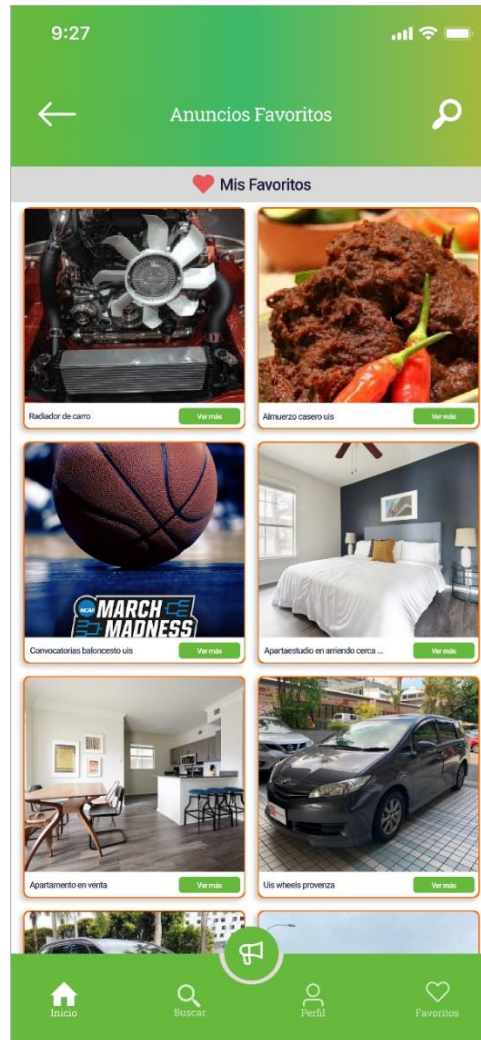 9:27
Anuncios Favoritos
Mis Favoritos
Radiador de carro
Ver más
Almuerzo casero uis
Ver más
NCAA
MARCH
MADNESS
Convocatorias baloncesto uis
Ver más
Apartaestudio en arriendo cerca ...
Ver más
Apartamento en venta
Ver más
Uis wheels provenza
Ver más
Inicio
Buscar
Perfil
Favoritos